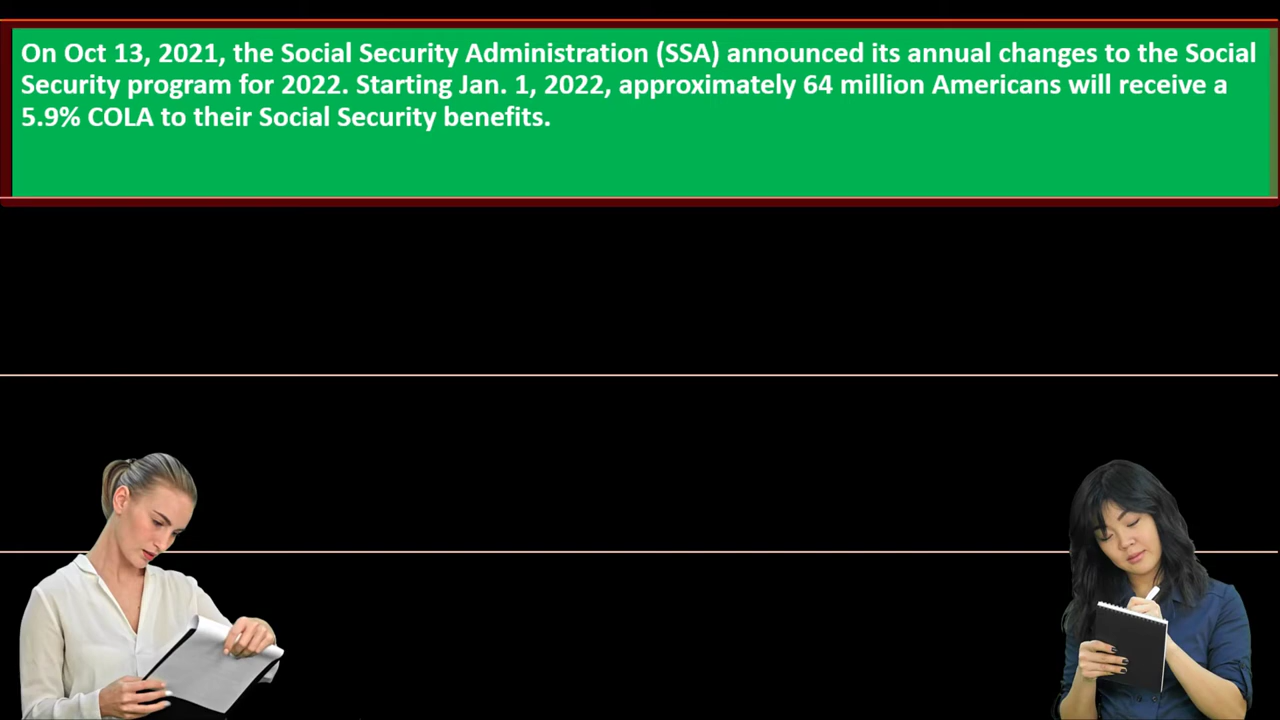 On Oct 13, 2021, the Social Security Administration (SSA) announced its annual changes to the Social
Security program for 2022. Starting Jan. 1, 2022, approximately 64 million Americans will receive a
5.9% COLA to their Social Security benefits.